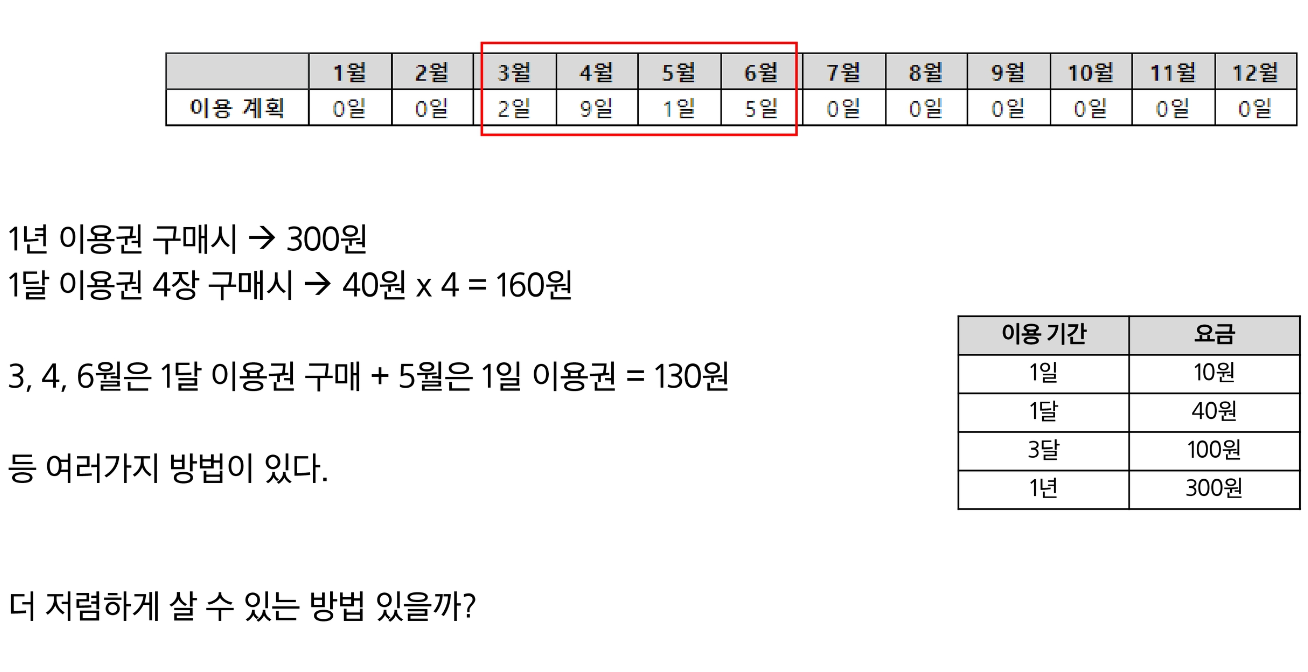 1월 2월 3월 4월 5월 6월 7월 8월 9월 10월 11월 12월
이용 계획 0일 0일 2일 9일 1일 5일 0일 0일 0일 0일 0일 0일
1년 이용권 구매시 → 300원
1달 이용권 4장 구매시 → 40원 x 4 = 160원
3, 4, 6월은 1달 이용권 구매 + 5월은 1일 이용권 = 130원
등 여러가지 방법이 있다.
이용 기간 요금
1일 10원
1달 40원
3달 100원
1년 300원
더 저렴하게 살 수 있는 방법 있을까?